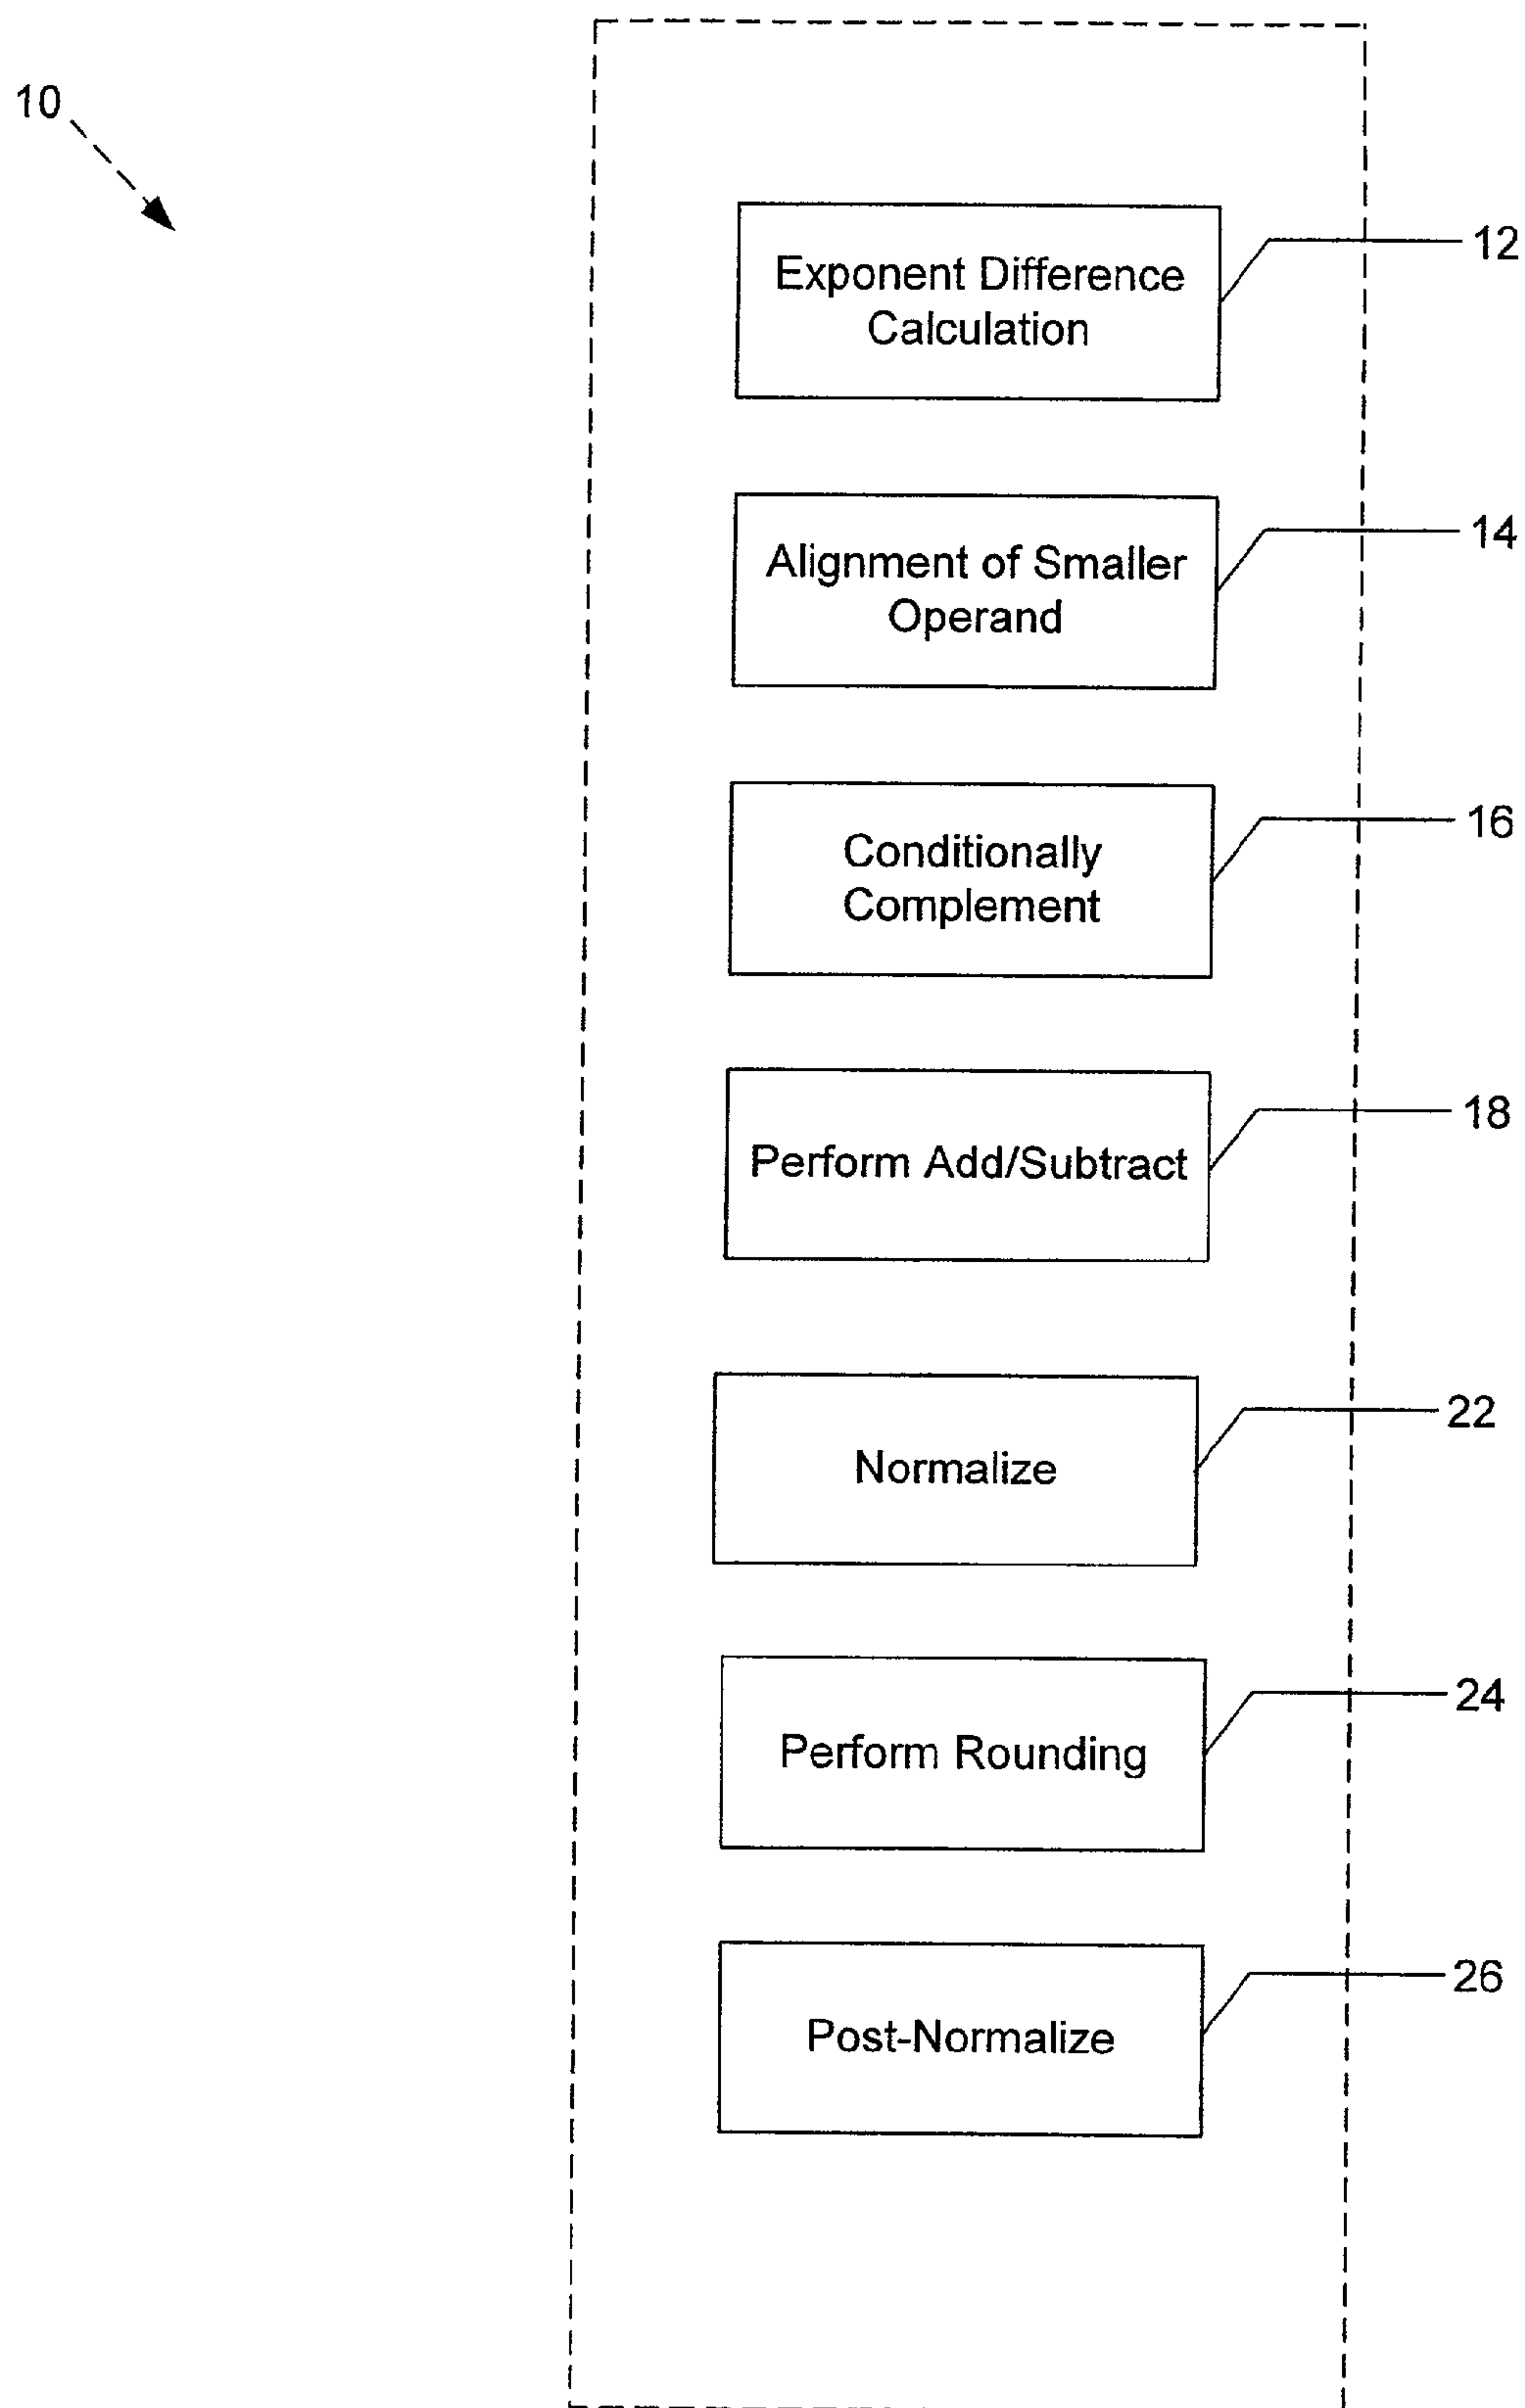 10
Exponent Difference
Calculation
12
Alignment of Smaller
Operand
14
Conditionally
Complement
16
Perform Add/Subtract
18
Normalize
22
Perform Rounding
24
Post-Normalize
26